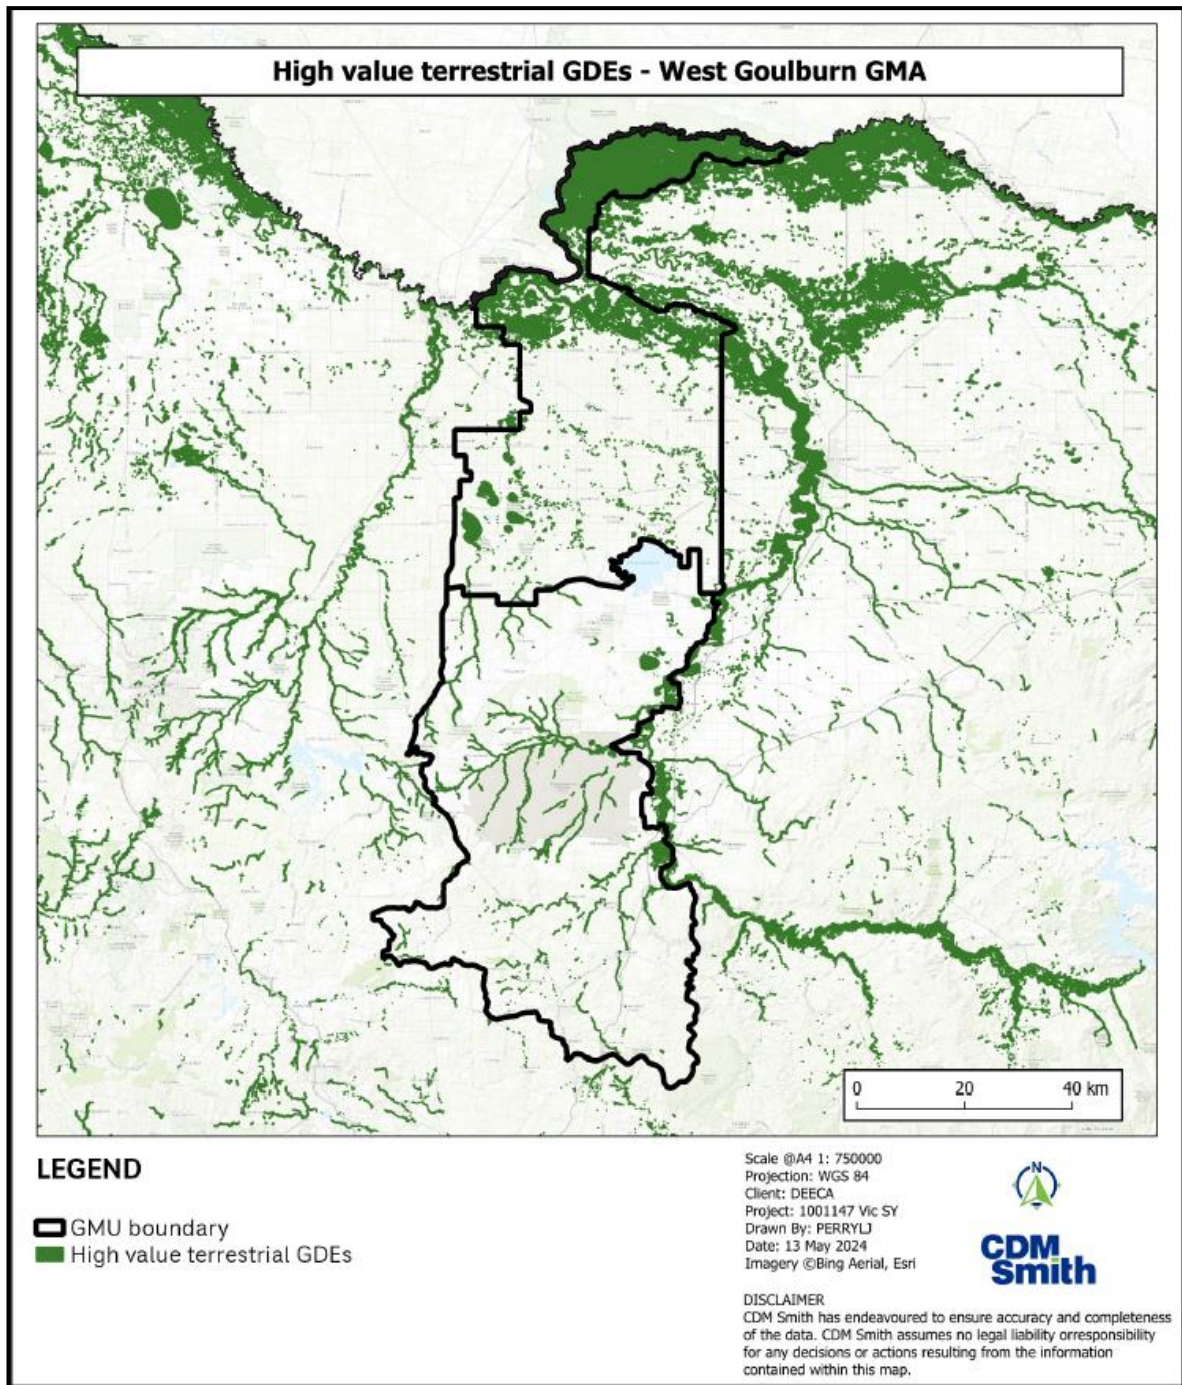 High value terrestrial GDEs - West Goulburn GMA
0 20 40 km
LEGEND
GMU boundary
High value terrestrial GDEs
Scale @A4 1: 750000
Projection: WGS 84
Client: DEECA
Project: 1001147 Vic SY
Drawn By: PERRYLJ
Date: 13 May 2024
Imagery ©Bing Aerial, Esri
N
CDM
Smith
DISCLAIMER
CDM Smith has endeavoured to ensure accuracy and completeness
of the data. CDM Smith assumes no legal liability orresponsibility
for any decisions or actions resulting from the information
contained within this map.